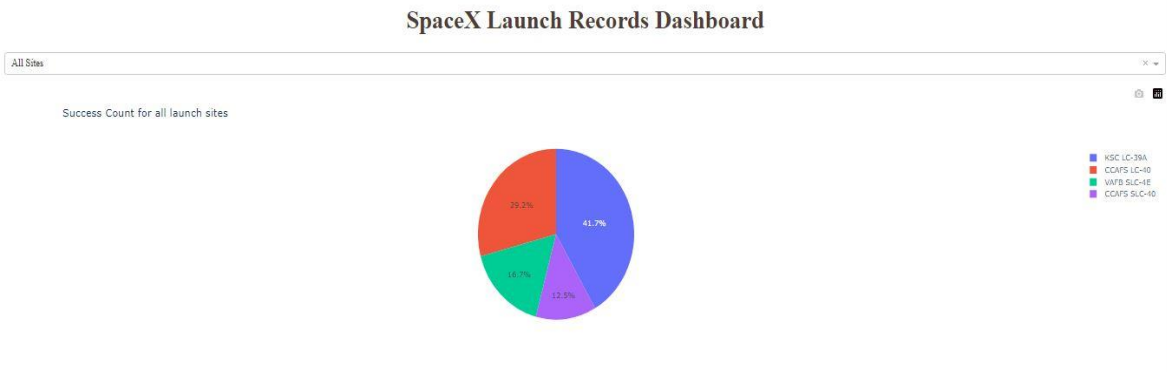 SpaceX Launch Records Dashboard
All Sites
Success Count for all launch sites
KSC LC-39A
CCAFS LC-40
VAFB SLC-4E
CCAFS SLC-40
29.2%
41.7%
16.7%
12.5%